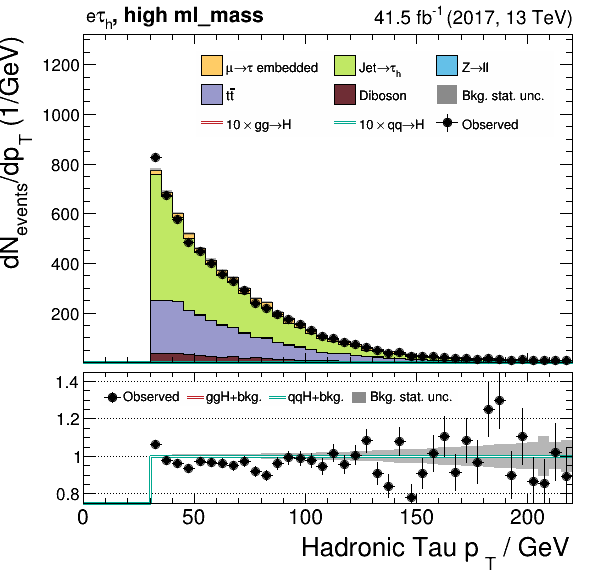 eτh, high ml_mass 41.5 fb-1 (2017, 13 TeV)
dNevents/dpT (1/GeV)
1200
1000
800
600
400
200
μ→τ embedded Jet→τh Z→ll
tt̄ Diboson Bkg. stat. unc.
10 × gg→H 10 × qq→H Observed
1.4
1.2
1
0.8
Observed ggH+bkg. qqH+bkg. Bkg. stat. unc.
0 50 100 150 200
Hadronic Tau pT / GeV